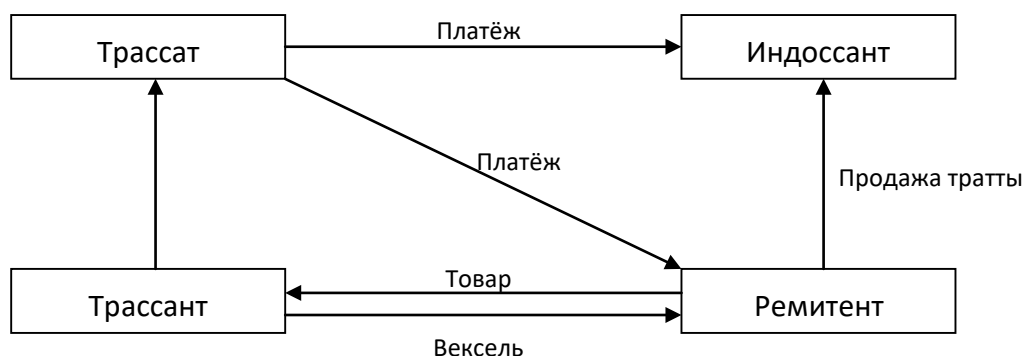 Платёж
Трассат
Индоссант
Платёж
Продажа тратты
Товар
Трассант
Ремитент
Вексель